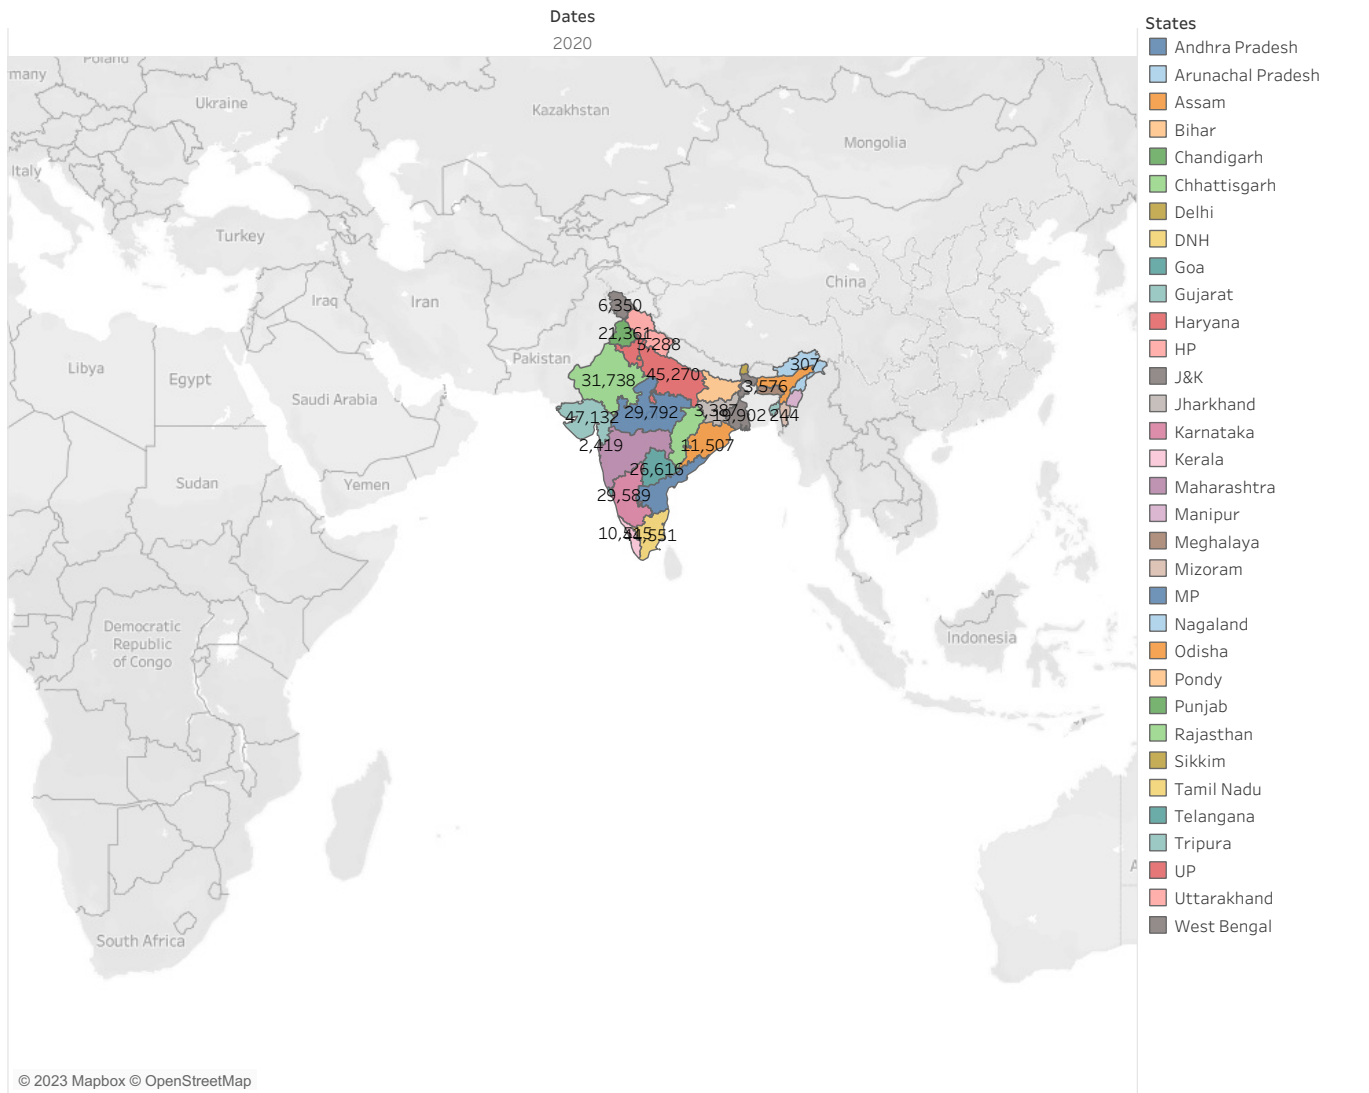 Dates
2020
States
Andhra Pradesh
Arunachal Pradesh
Assam
Bihar
Chandigarh
Chhattisgarh
Delhi
DNH
Goa
Gujarat
Haryana
HP
J&K
Jharkhand
Karnataka
Kerala
Maharashtra
Manipur
Meghalaya
Mizoram
MP
Nagaland
Odisha
Pondy
Punjab
Rajasthan
Sikkim
Tamil Nadu
Telangana
Tripura
UP
Uttarakhand
West Bengal
Poland
many
Ukraine
Kazakhstan
Mongolia
Italy
Turkey
China
Iraq
Iran
6,350
21,361
5,288
Pakistan
Libya
Egypt
307
45,270
31,738
3,576
Saudi Arabia
29,792
47,132
19,902
244
2,419
11,507
26,616
Sudan
Yemen
29,589
Democratic
Republic
of Congo
Indonesia
A
South Africa
© 2023 Mapbox © OpenStreetMap